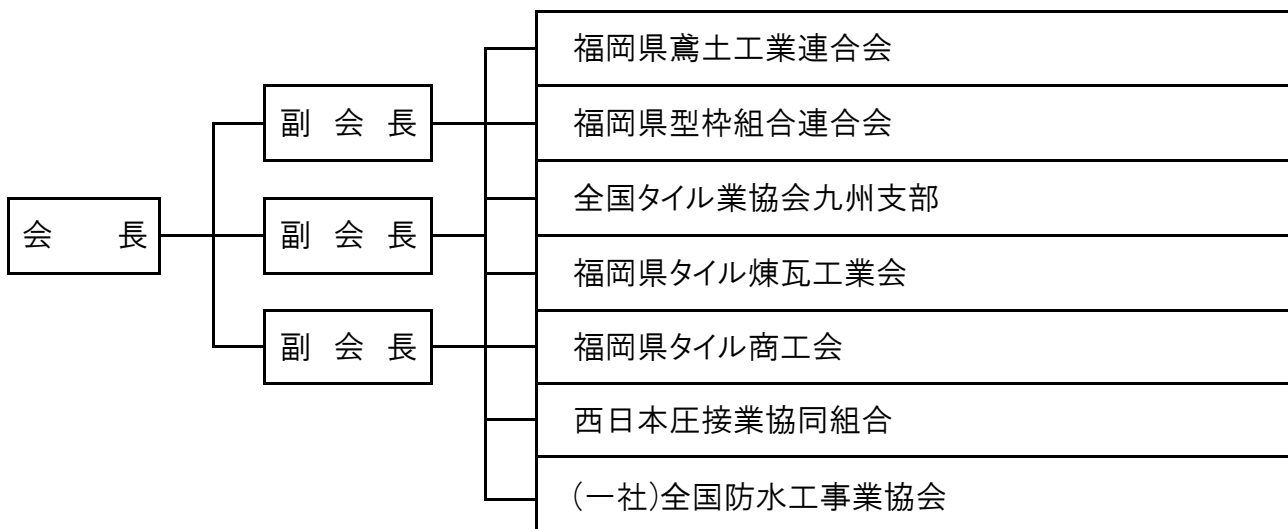 会長
副会長
副会長
副会長
福岡県鳶土工業連合会
福岡県型枠組合連合会
全国タイル業協会九州支部
福岡県タイル煉瓦工業会
福岡県タイル商工会
西日本圧接業協同組合
(一社)全国防水工事業協会